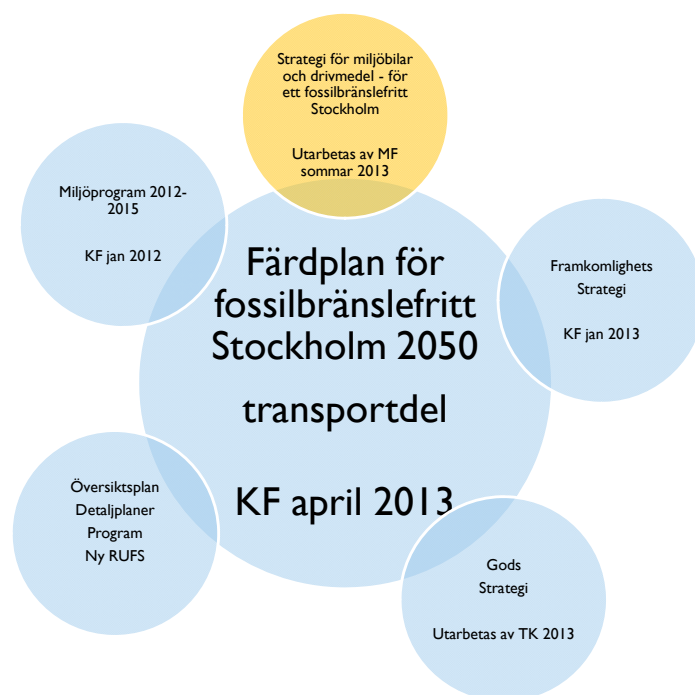 Strategi för miljöbilar
och drivmedel - för
ett fossilbränslefritt
Stockholm
Utarbetas av MF
sommar 2013
Miljöprogram 2012-
2015
KF jan 2012
Färdplan för
fossilbränslefritt
Stockholm 2050
transportdel
KF april 2013
Framkomlighets
Strategi
KF jan 2013
Översiktsplan
Detaljplaner
Program
Ny RUFS
Gods
Strategi
Utarbetas av TK 2013